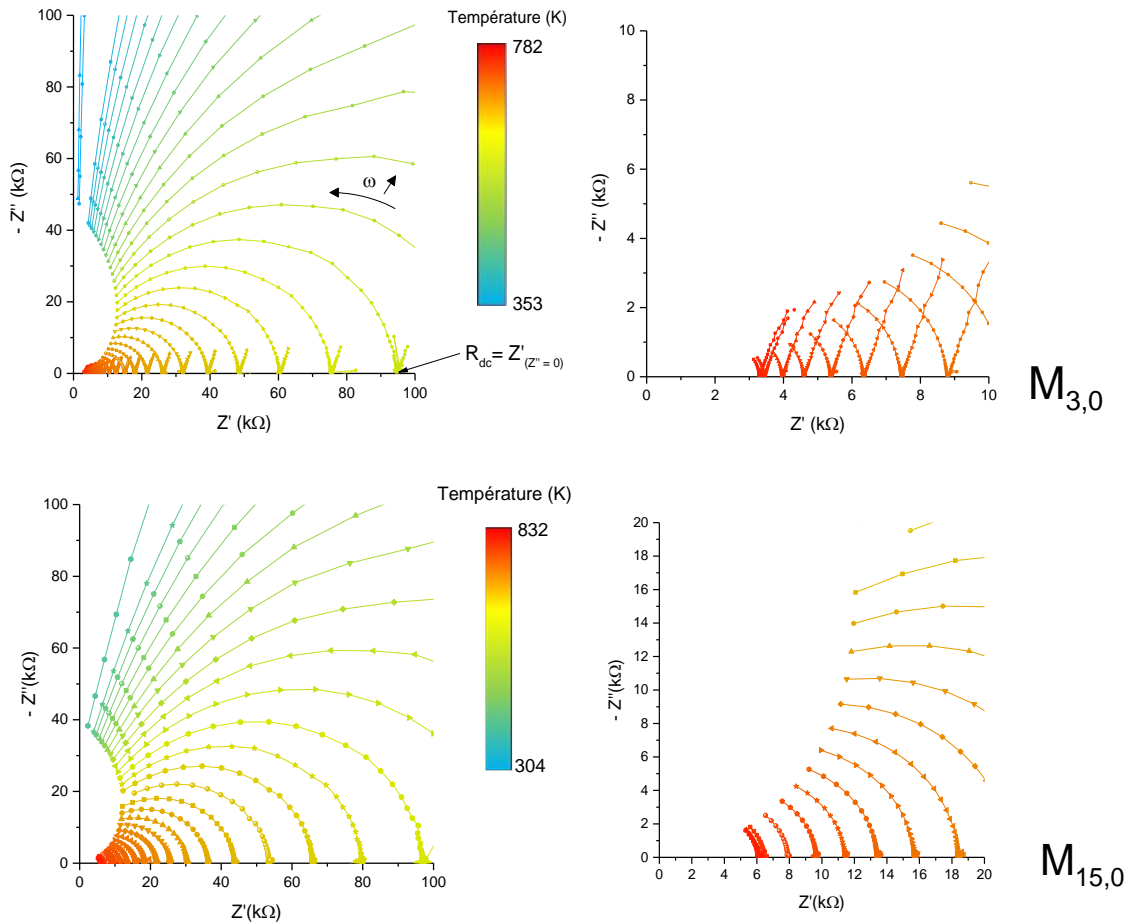 Température (K)
782
353
100
80
60
40
20
0
- Z'' (kΩ)
0 20 40 60 80 100
Z' (kΩ)
ω
R_dc= Z'_(Z'' = 0)
10
8
6
4
2
0
- Z'' (kΩ)
0 2 4 6 8 10
Z' (kΩ)
M_3,0
Température (K)
832
304
100
80
60
40
20
0
- Z''(kΩ)
0 20 40 60 80 100
Z'(kΩ)
20
18
16
14
12
10
8
6
4
2
0
- Z''(kΩ)
0 2 4 6 8 10 12 14 16 18 20
Z'(kΩ)
M_15,0